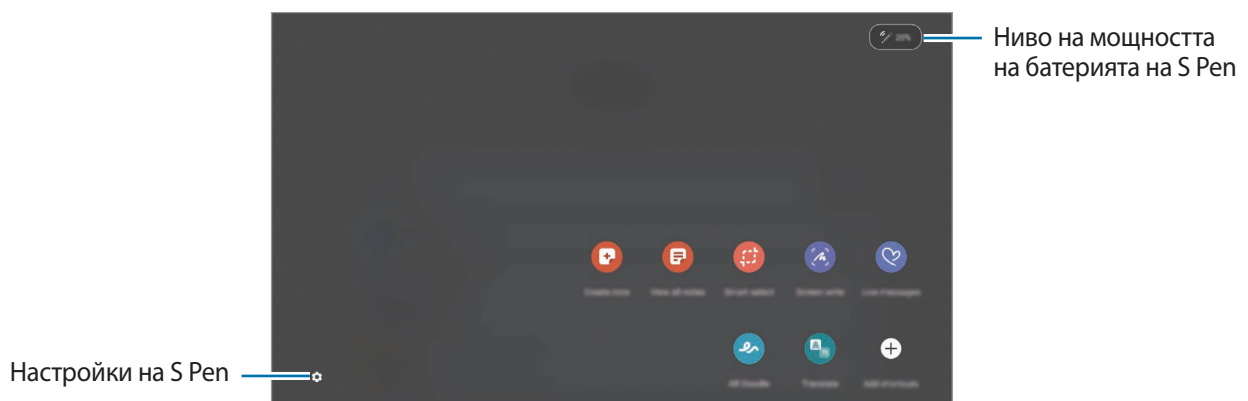 20%
Ниво на мощността
на батерията на S Pen
Create note
View all notes
Smart select
Screen write
Live messages
AR Doodle
Translate
Add shortcuts
Настройки на S Pen